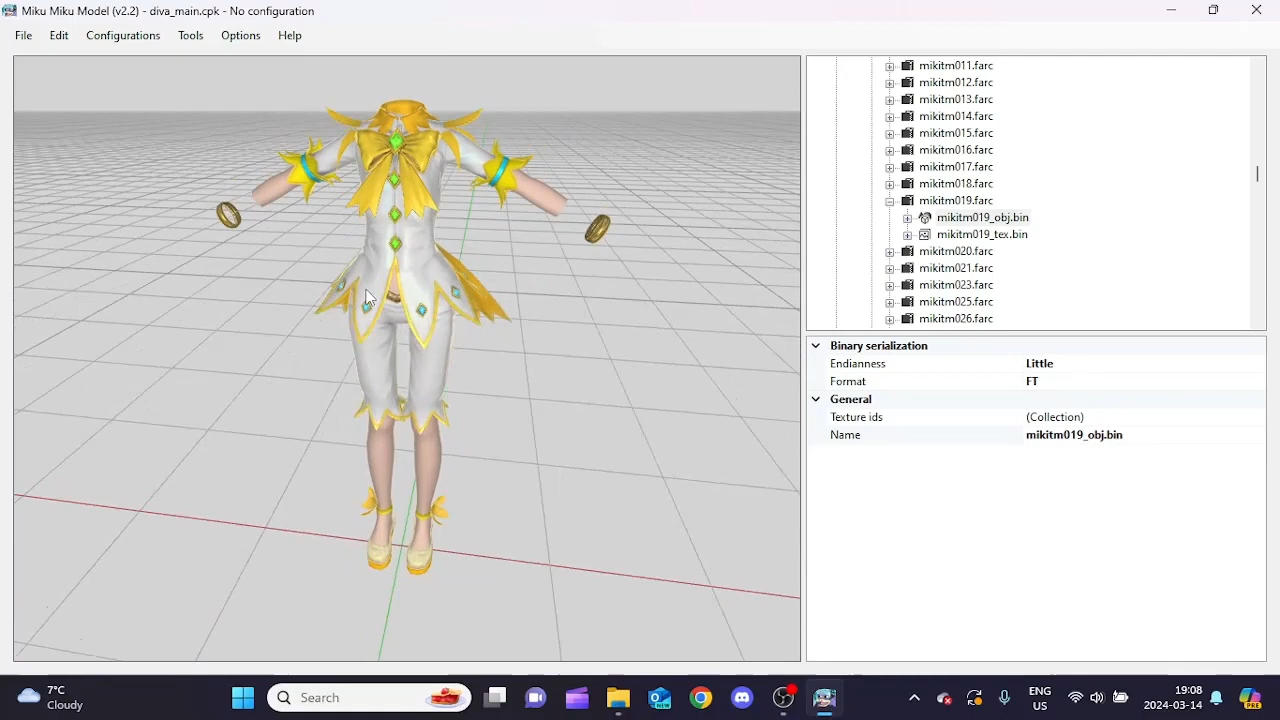 Miku Miku Model (v2.2) - diva_main.cpk - No configuration
File Edit Configurations Tools Options Help
mikitm011.farc
mikitm012.farc
mikitm013.farc
mikitm014.farc
mikitm015.farc
mikitm016.farc
mikitm017.farc
mikitm018.farc
mikitm019.farc
mikitm019_obj.bin
mikitm019_tex.bin
mikitm020.farc
mikitm021.farc
mikitm023.farc
mikitm025.farc
mikitm026.farc
Binary serialization
Endianness Little
Format FT
General
Texture ids (Collection)
Name mikitm019_obj.bin
7°C
Cloudy
Search
NEW
ENG
US
19:08
2024-03-14
PRE